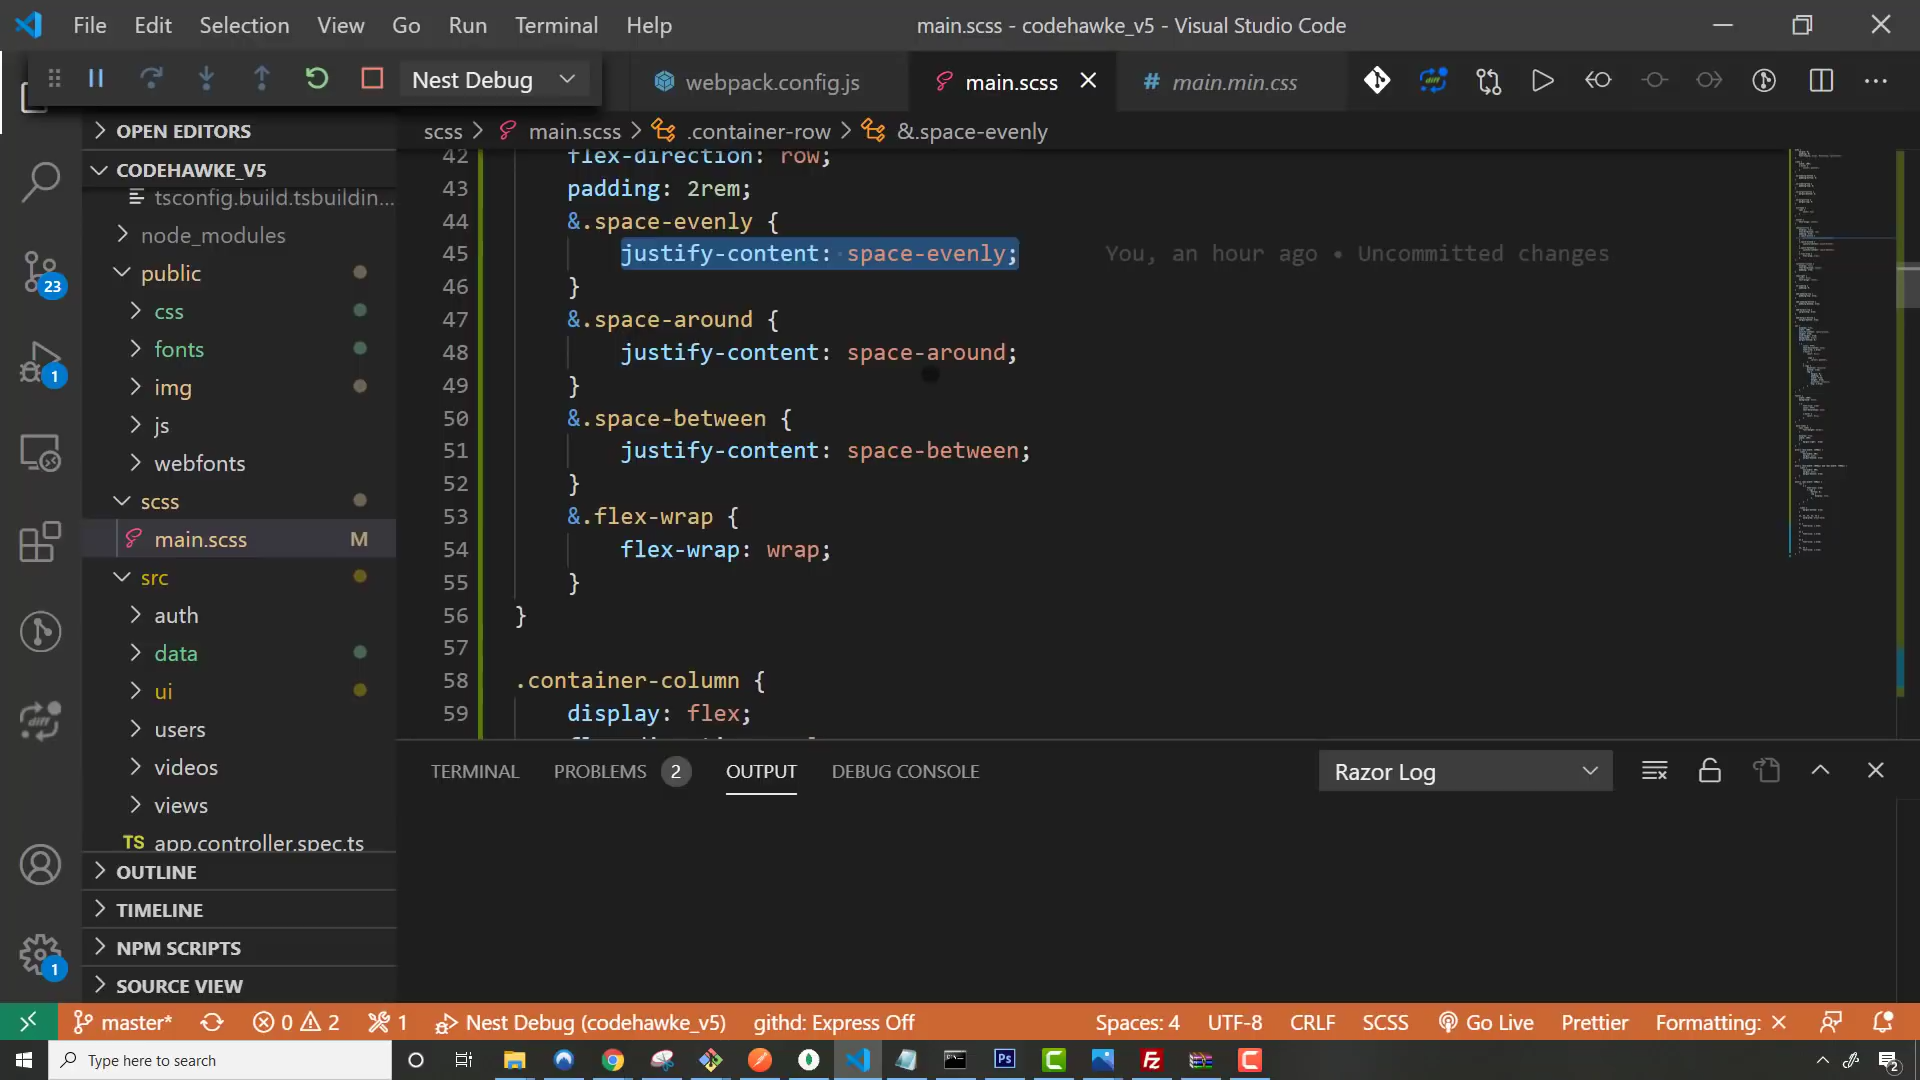 File Edit Selection View Go Run Terminal Help main.scss - codehawke_v5 - Visual Studio Code
Nest Debug webpack.config.js main.scss # main.min.css
OPEN EDITORS
CODEHAWKE_V5
tsconfig.build.tsbuildin...
node_modules
public
css
fonts
img
js
webfonts
scss
main.scss M
src
auth
data
ui
users
videos
views
TS app.controller.spec.ts
OUTLINE
TIMELINE
NPM SCRIPTS
SOURCE VIEW
23
1
1
scss > main.scss > .container-row > &.space-evenly
42 flex-direction: row;
43 padding: 2rem;
44 &.space-evenly {
45 justify-content: space-evenly; You, an hour ago • Uncommitted changes
46 }
47 &.space-around {
48 justify-content: space-around;
49 }
50 &.space-between {
51 justify-content: space-between;
52 }
53 &.flex-wrap {
54 flex-wrap: wrap;
55 }
56 }
57
58 .container-column {
59 display: flex;
TERMINAL PROBLEMS 2 OUTPUT DEBUG CONSOLE Razor Log
master* 0 2 1 Nest Debug (codehawke_v5) githd: Express Off Spaces: 4 UTF-8 CRLF SCSS Go Live Prettier Formatting: ×
Type here to search Ps Fz 2